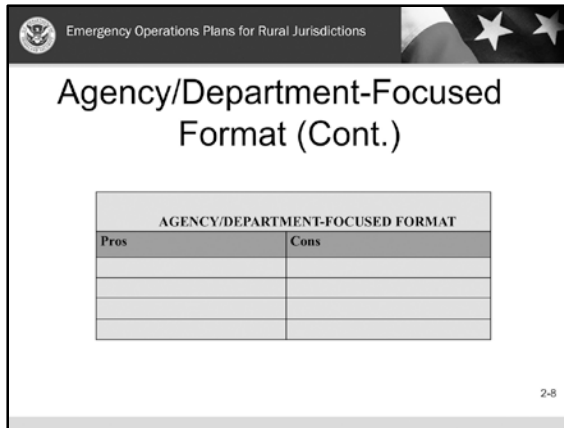 Emergency Operations Plans for Rural Jurisdictions
Agency/Department-Focused
Format (Cont.)
AGENCY/DEPARTMENT-FOCUSED FORMAT
Pros Cons
2-8